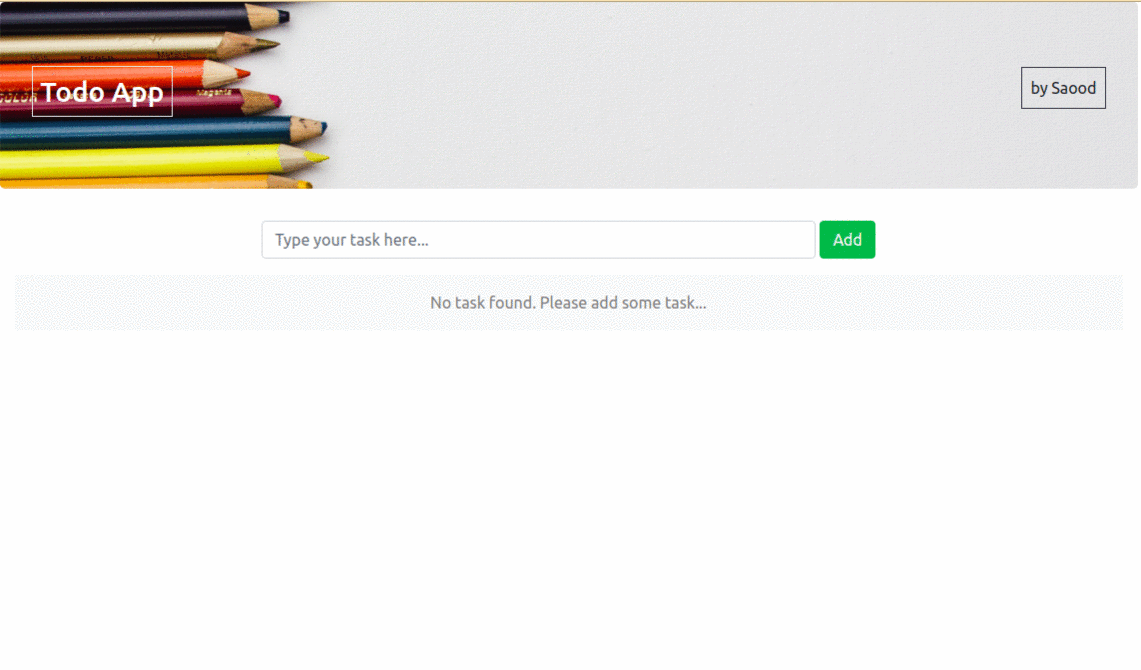 Todo App
by Saood
Type your task here...
Add
No task found. Please add some task...